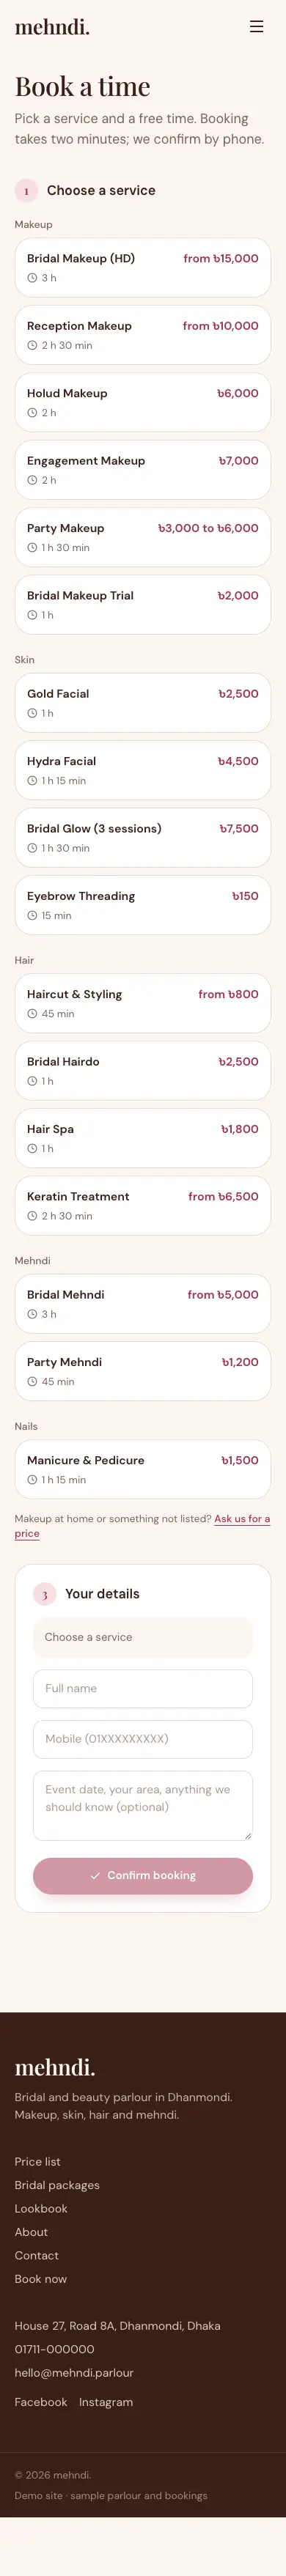 mehndi.
Book a time
Pick a service and a free time. Booking
takes two minutes; we confirm by phone.
1 Choose a service
Makeup
Bridal Makeup (HD) from ৳15,000
3 h
Reception Makeup from ৳10,000
2 h 30 min
Holud Makeup ৳6,000
2 h
Engagement Makeup ৳7,000
2 h
Party Makeup ৳3,000 to ৳6,000
1 h 30 min
Bridal Makeup Trial ৳2,000
1 h
Skin
Gold Facial ৳2,500
1 h
Hydra Facial ৳4,500
1 h 15 min
Bridal Glow (3 sessions) ৳7,500
1 h 30 min
Eyebrow Threading ৳150
15 min
Hair
Haircut & Styling from ৳800
45 min
Bridal Hairdo ৳2,500
1 h
Hair Spa ৳1,800
1 h
Keratin Treatment from ৳6,500
2 h 30 min
Mehndi
Bridal Mehndi from ৳5,000
3 h
Party Mehndi ৳1,200
45 min
Nails
Manicure & Pedicure ৳1,500
1 h 15 min
Makeup at home or something not listed? Ask us for a
price
3 Your details
Choose a service
Full name
Mobile (01XXXXXXXXX)
Event date, your area, anything we
should know (optional)
Confirm booking
mehndi.
Bridal and beauty parlour in Dhanmondi.
Makeup, skin, hair and mehndi.
Price list
Bridal packages
Lookbook
About
Contact
Book now
House 27, Road 8A, Dhanmondi, Dhaka
01711-000000
hello@mehndi.parlour
Facebook Instagram
© 2026 mehndi.
Demo site · sample parlour and bookings